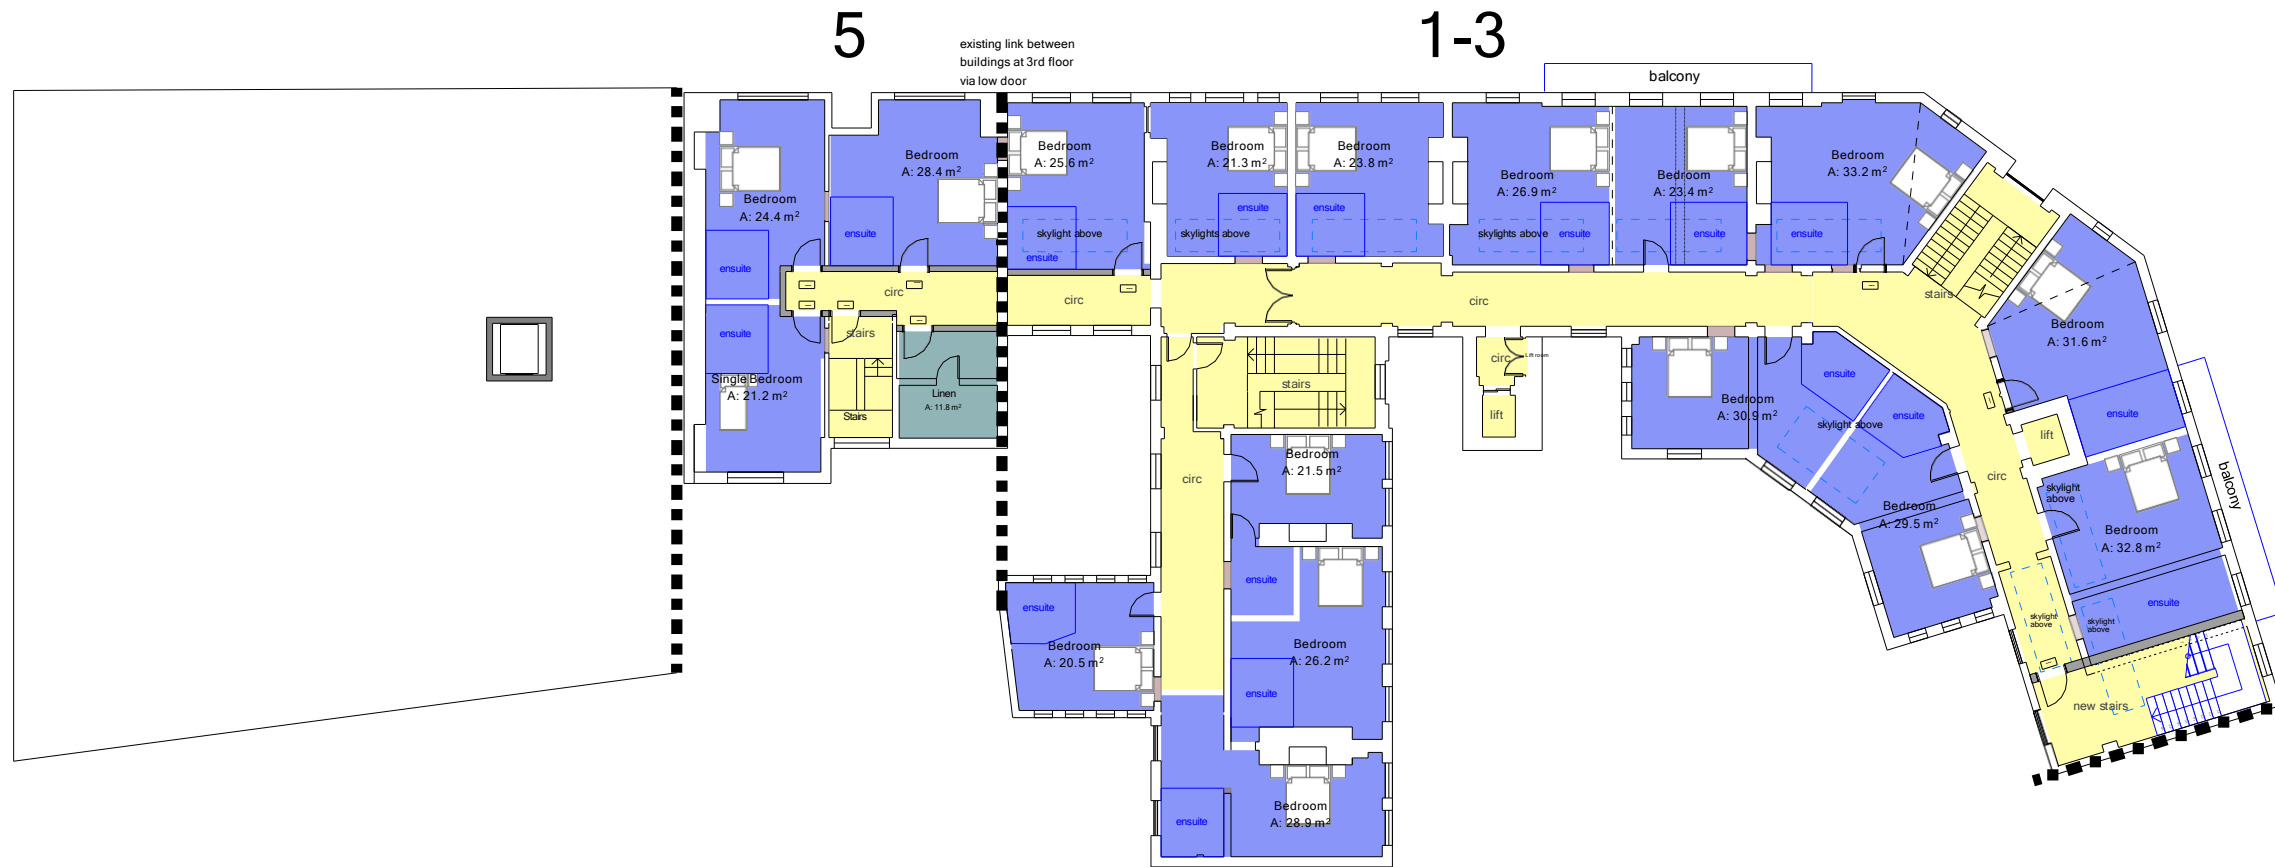 5
1-3
existing link between
buildings at 3rd floor
via low door
balcony
Bedroom
A: 24.4 m²
Bedroom
A: 28.4 m²
Bedroom
A: 25.6 m²
Bedroom
A: 21.3 m²
Bedroom
A: 23.8 m²
Bedroom
A: 26.9 m²
Bedroom
A: 23.4 m²
Bedroom
A: 33.2 m²
ensuite
ensuite
ensuite
skylight above
ensuite
skylights above
ensuite
skylights above
ensuite
ensuite
ensuite
circ
circ
circ
stairs
Bedroom
A: 31.6 m²
ensuite
ensuite
Single Bedroom
A: 21.2 m²
stairs
Stairs
Linen
A: 11.8 m²
stairs
circ
Lift room
lift
Bedroom
A: 30.9 m²
ensuite
ensuite
skylight above
lift
balcony
circ
Bedroom
A: 21.5 m²
circ
skylight
above
Bedroom
A: 32.8 m²
Bedroom
A: 29.5 m²
ensuite
ensuite
Bedroom
A: 20.5 m²
Bedroom
A: 26.2 m²
ensuite
ensuite
skylight
above
skylight
above
new stairs
Bedroom
A: 28.9 m²
ensuite